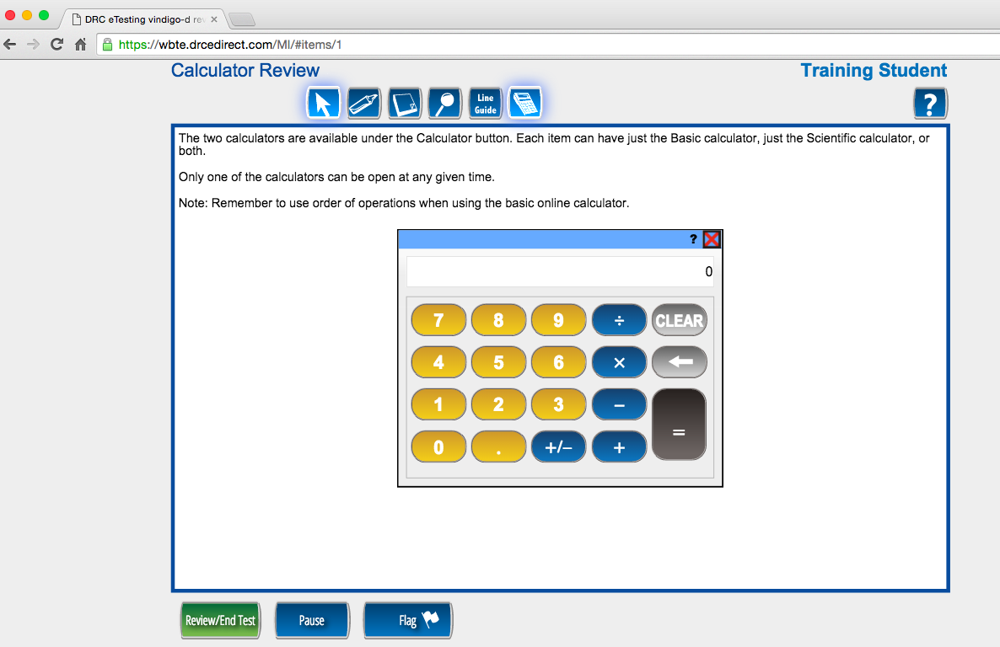 DRC eTesting vindigo-d rev
https://wbte.drcedirect.com/MI/#items/1
Calculator Review
Training Student
Line
Guide
?
The two calculators are available under the Calculator button. Each item can have just the Basic calculator, just the Scientific calculator, or
both.
Only one of the calculators can be open at any given time.
Note: Remember to use order of operations when using the basic online calculator.
?
0
7 8 9 ÷ CLEAR
4 5 6 ×
1 2 3 –
=
0 . +/– +
Review/End Test Pause Flag